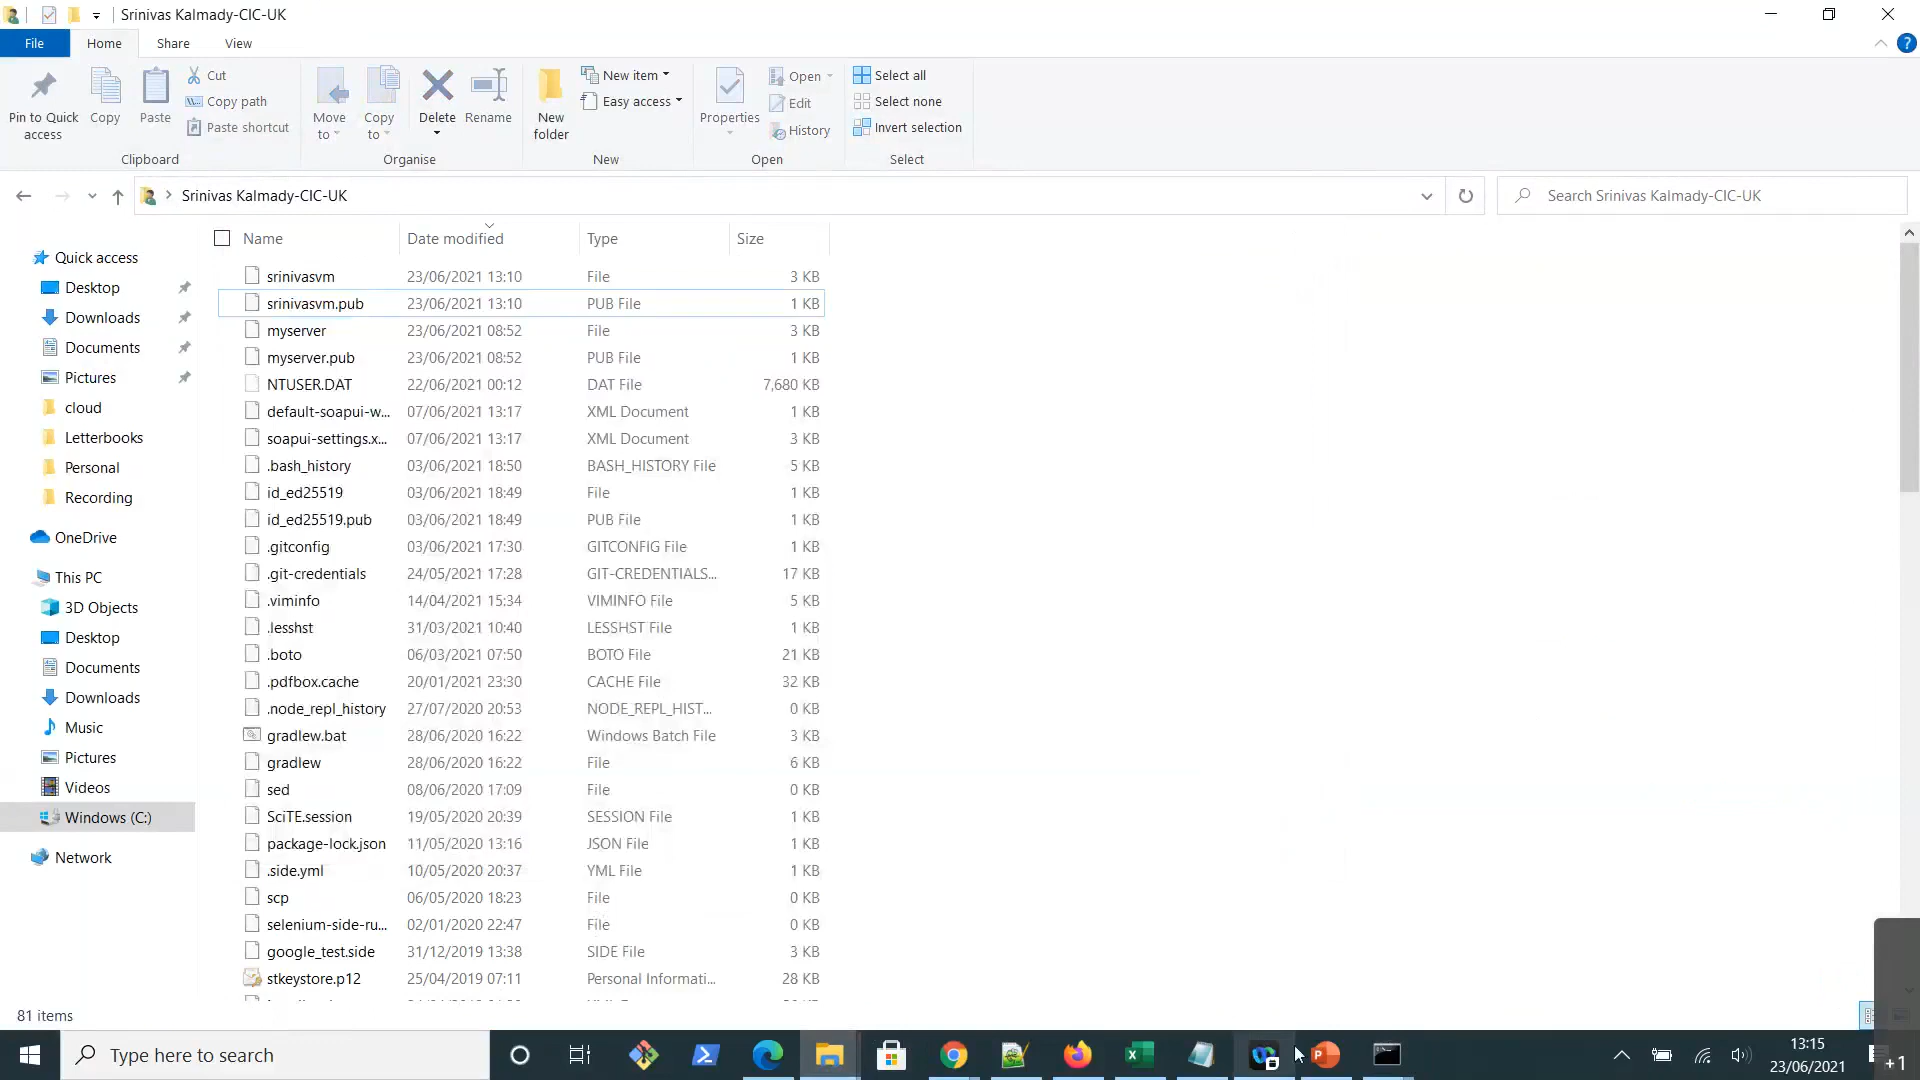 Srinivas Kalmady-CIC-UK
File Home Share View
Pin to Quick access
Copy
Paste
Cut
Copy path
Paste shortcut
Clipboard
Move to
Copy to
Delete
Rename
Organise
New folder
New item
Easy access
New
Properties
Open
Edit
History
Open
Select all
Select none
Invert selection
Select
Srinivas Kalmady-CIC-UK
Search Srinivas Kalmady-CIC-UK
Quick access
Desktop
Downloads
Documents
Pictures
cloud
Letterbooks
Personal
Recording
OneDrive
This PC
3D Objects
Desktop
Documents
Downloads
Music
Pictures
Videos
Windows (C:)
Network
Name Date modified Type Size
srinivasvm 23/06/2021 13:10 File 3 KB
srinivasvm.pub 23/06/2021 13:10 PUB File 1 KB
myserver 23/06/2021 08:52 File 3 KB
myserver.pub 23/06/2021 08:52 PUB File 1 KB
NTUSER.DAT 22/06/2021 00:12 DAT File 7,680 KB
default-soapui-w... 07/06/2021 13:17 XML Document 1 KB
soapui-settings.x... 07/06/2021 13:17 XML Document 3 KB
.bash_history 03/06/2021 18:50 BASH_HISTORY File 5 KB
id_ed25519 03/06/2021 18:49 File 1 KB
id_ed25519.pub 03/06/2021 18:49 PUB File 1 KB
.gitconfig 03/06/2021 17:30 GITCONFIG File 1 KB
.git-credentials 24/05/2021 17:28 GIT-CREDENTIALS... 17 KB
.viminfo 14/04/2021 15:34 VIMINFO File 5 KB
.lesshst 31/03/2021 10:40 LESSHST File 1 KB
.boto 06/03/2021 07:50 BOTO File 21 KB
.pdfbox.cache 20/01/2021 23:30 CACHE File 32 KB
.node_repl_history 27/07/2020 20:53 NODE_REPL_HIST... 0 KB
gradlew.bat 28/06/2020 16:22 Windows Batch File 3 KB
gradlew 28/06/2020 16:22 File 6 KB
sed 08/06/2020 17:09 File 0 KB
SciTE.session 19/05/2020 20:39 SESSION File 1 KB
package-lock.json 11/05/2020 13:16 JSON File 1 KB
.side.yml 10/05/2020 20:37 YML File 1 KB
scp 06/05/2020 18:23 File 0 KB
selenium-side-ru... 02/01/2020 22:47 File 0 KB
google_test.side 31/12/2019 13:38 SIDE File 3 KB
stkeystore.p12 25/04/2019 07:11 Personal Informati... 28 KB
81 items
Type here to search
13:15
23/06/2021
+1